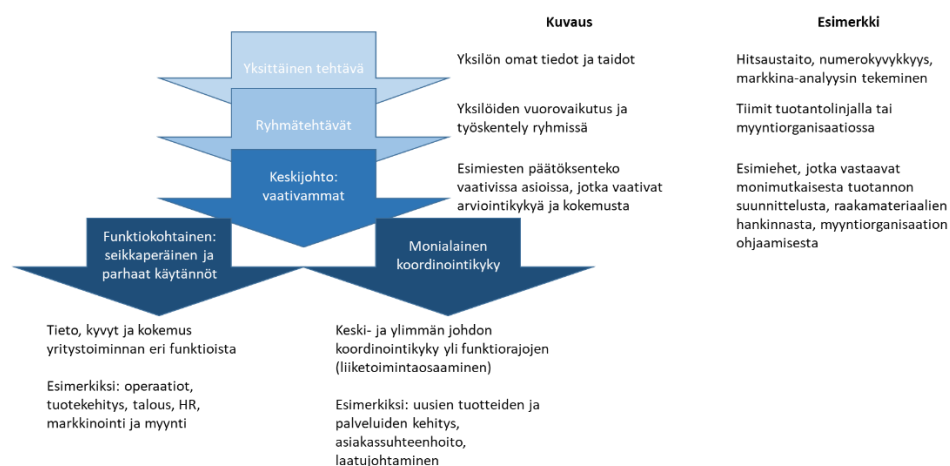 Kuvaus
Esimerkki
Yksittäinen tehtävä
Yksilön omat tiedot ja taidot
Hitsaustaito, numerokyvykkyys,
markkina-analyysin tekeminen
Ryhmätehtävät
Yksilöiden vuorovaikutus ja
työskentely ryhmissä
Tiimit tuotantolinjalla tai
myyntiorganisaatiossa
Keskijohto:
vaativammat
Esimiesten päätöksenteko
vaativissa asioissa, jotka vaativat
arviointikykyä ja kokemusta
Esimiehet, jotka vastaavat
monimutkaisesta tuotannon
suunnittelusta, raakamateriaalien
hankinnasta, myyntiorganisaation
ohjaamisesta
Funktiokohtainen:
seikkaperäinen ja
parhaat käytännöt
Monialainen
koordinointikyky
Tieto, kyvyt ja kokemus
yritystoiminnan eri funktioista
Esimerkiksi: operaatiot,
tuotekehitys, talous, HR,
markkinointi ja myynti
Keski- ja ylimmän johdon
koordinointikyky yli funktiorajojen
(liiketoimintaosaaminen)
Esimerkiksi: uusien tuotteiden ja
palveluiden kehitys,
asiakassuhteenhoito,
laatujohtaminen